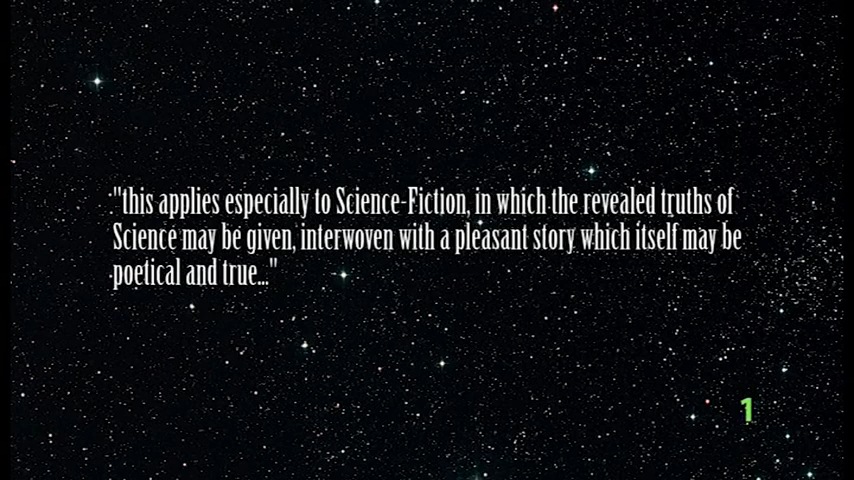 "this applies especially to Science-Fiction, in which the revealed truths of
Science may be given, interwoven with a pleasant story which itself may be
poetical and true..."
1